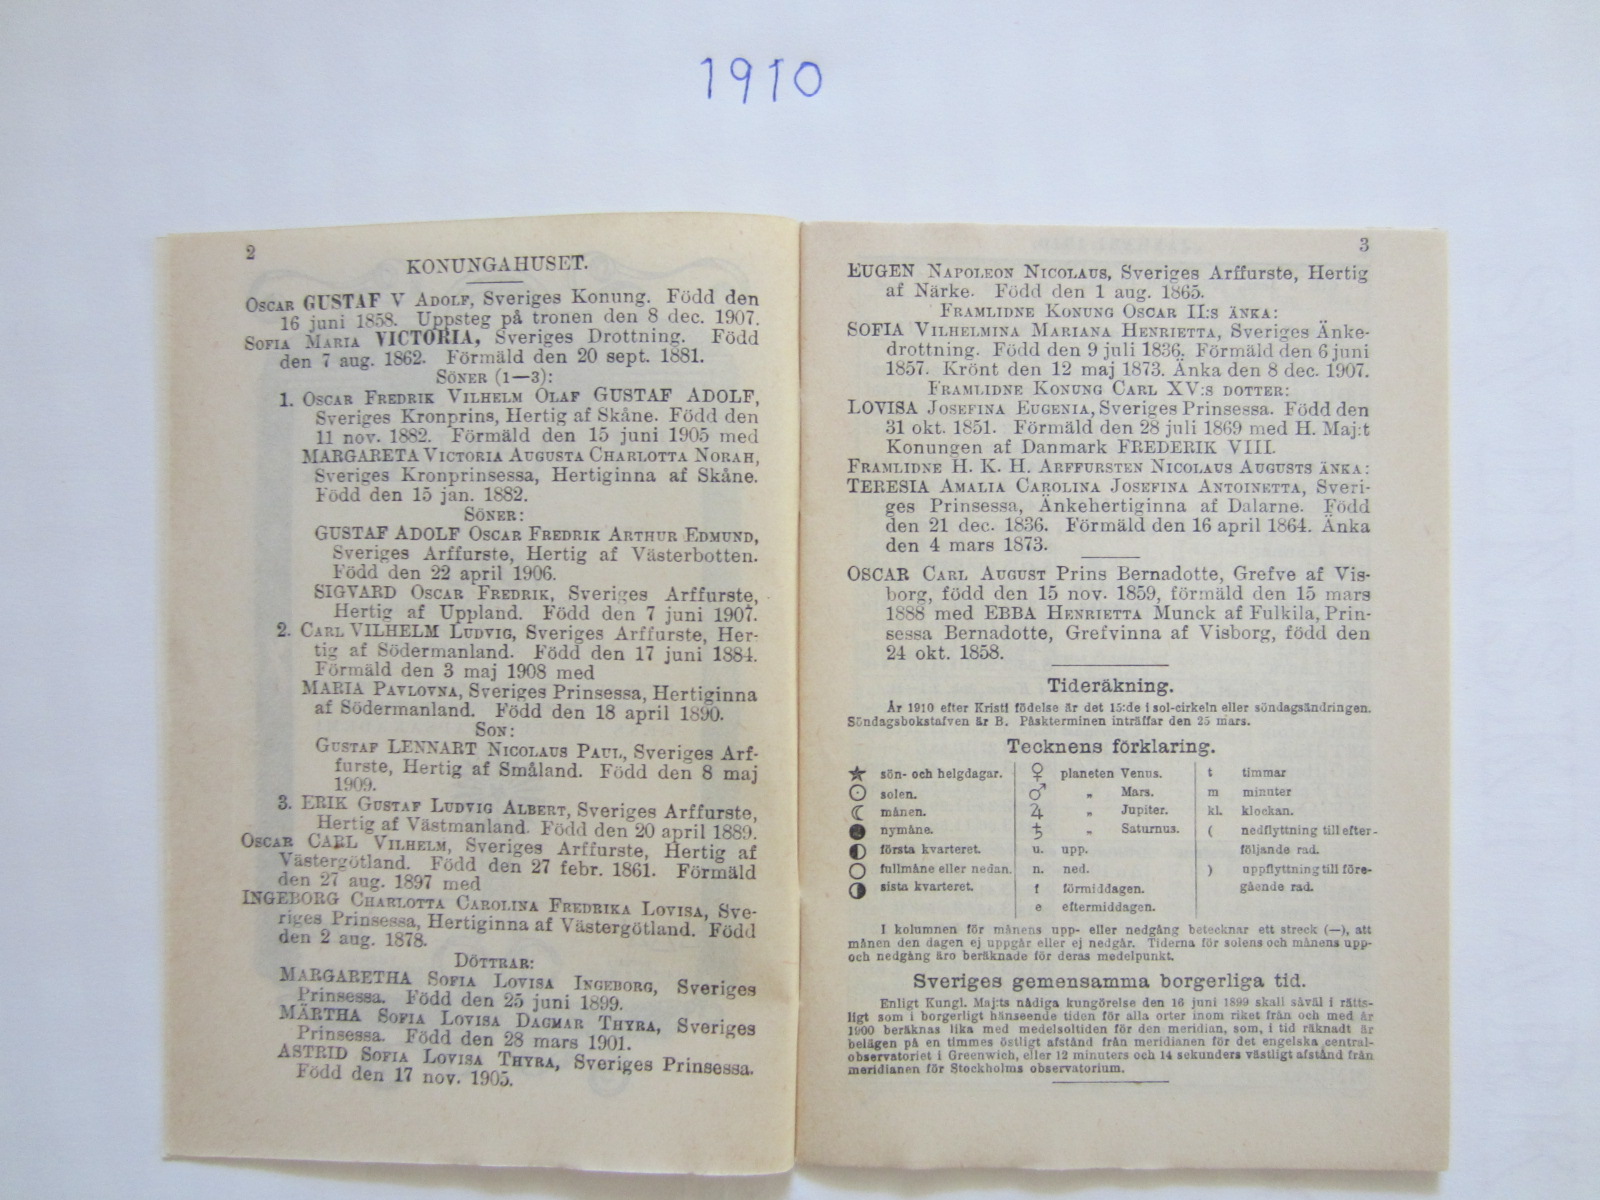 1910
2
KONUNGAHUSET.
OSCAR GUSTAF V ADOLF, Sveriges Konung. Född den
16 juni 1858. Uppsteg på tronen den 8 dec. 1907.
SOFIA MARIA VICTORIA, Sveriges Drottning. Född
den 7 aug. 1862. Förmäld den 20 sept. 1881.
SÖNER (1—3):
1. OSCAR FREDRIK VILHELM OLAF GUSTAF ADOLF,
Sveriges Kronprins, Hertig af Skåne. Född den
11 nov. 1882. Förmäld den 15 juni 1905 med
MARGARETA VICTORIA AUGUSTA CHARLOTTA NORAH,
Sveriges Kronprinsessa, Hertiginna af Skåne.
Född den 15 jan. 1882.
SÖNER:
GUSTAF ADOLF OSCAR FREDRIK ARTHUR EDMUND,
Sveriges Arffurste, Hertig af Västerbotten.
Född den 22 april 1906.
SIGVARD OSCAR FREDRIK, Sveriges Arffurste,
Hertig af Uppland. Född den 7 juni 1907.
2. CARL VILHELM LUDVIG, Sveriges Arffurste, Her-
tig af Södermanland. Född den 17 juni 1884.
Förmäld den 3 maj 1908 med
MARIA PAVLOVNA, Sveriges Prinsessa, Hertiginna
af Södermanland. Född den 18 april 1890.
SON:
GUSTAF LENNART NICOLAUS PAUL, Sveriges Arf-
furste, Hertig af Småland. Född den 8 maj
1909.
3. ERIK GUSTAF LUDVIG ALBERT, Sveriges Arffurste,
Hertig af Västmanland. Född den 20 april 1889.
OSCAR CARL VILHELM, Sveriges Arffurste, Hertig af
Västergötland. Född den 27 febr. 1861. Förmäld
den 27 aug. 1897 med
INGEBORG CHARLOTTA CAROLINA FREDRIKA LOVISA, Sve-
riges Prinsessa, Hertiginna af Västergötland. Född
den 2 aug. 1878.
DÖTTRAR:
MARGARETHA SOFIA LOVISA INGEBORG, Sveriges
Prinsessa. Född den 25 juni 1899.
MÄRTHA SOFIA LOVISA DAGMAR THYRA, Sveriges
Prinsessa. Född den 28 mars 1901.
ASTRID SOFIA LOVISA THYRA, Sveriges Prinsessa.
Född den 17 nov. 1905.
3
EUGEN NAPOLEON NICOLAUS, Sveriges Arffurste, Hertig
af Närke. Född den 1 aug. 1865.
FRAMLIDNE KONUNG OSCAR II:S ÄNKA:
SOFIA VILHELMINA MARIANA HENRIETTA, Sveriges Änke-
drottning. Född den 9 juli 1836. Förmäld den 6 juni
1857. Krönt den 12 maj 1873. Änka den 8 dec. 1907.
FRAMLIDNE KONUNG CARL XV:S DOTTER:
LOVISA JOSEFINA EUGENIA, Sveriges Prinsessa. Född den
31 okt. 1851. Förmäld den 28 juli 1869 med H. Maj:t
Konungen af Danmark FREDERIK VIII.
FRAMLIDNE H. K. H. ARFFURSTEN NICOLAUS AUGUSTS ÄNKA:
TERESIA AMALIA CAROLINA JOSEFINA ANTOINETTA, Sveri-
ges Prinsessa, Änkehertiginna af Dalarne. Född
den 21 dec. 1836. Förmäld den 16 april 1864. Änka
den 4 mars 1873.
OSCAR CARL AUGUST Prins Bernadotte, Grefve af Vis-
borg, född den 15 nov. 1859, förmäld den 15 mars
1888 med EBBA HENRIETTA Munck af Fulkila, Prin-
sessa Bernadotte, Grefvinna af Visborg, född den
24 okt. 1858.
Tideräkning.
År 1910 efter Kristi födelse är det 15:de i sol-cirkeln eller söndagsändringen.
Söndagsbokstafven är B. Påskterminen inträffar den 25 mars.
Tecknens förklaring.
★ sön- och helgdagar. ♀ planeten Venus. t timmar
☉ solen. ♂ „ Mars. m minuter
☾ månen. ♃ „ Jupiter. kl. klockan.
● nymåne. ♄ „ Saturnus. ( nedflyttning till efter-
◐ första kvarteret. u. upp. följande rad.
○ fullmåne eller nedan. n. ned. ) uppflyttning till före-
◑ sista kvarteret. f förmiddagen. gående rad.
e eftermiddagen.
I kolumnen för månens upp- eller nedgång betecknar ett streck (—), att
månen den dagen ej uppgår eller ej nedgår. Tiderna för solens och månens upp-
och nedgång äro beräknade för deras medelpunkt.
Sveriges gemensamma borgerliga tid.
Enligt Kungl. Maj:ts nådiga kungörelse den 16 juni 1899 skall såväl i rätts-
ligt som i borgerligt hänseende tiden för alla orter inom riket från och med år
1900 beräknas lika med medelsoltiden för den meridian, som, i tid räknadt är
belägen på en timmes östligt afstånd från meridianen för det engelska central-
observatoriet i Greenwich, eller 12 minuters och 14 sekunders västligt afstånd från
meridianen för Stockholms observatorium.